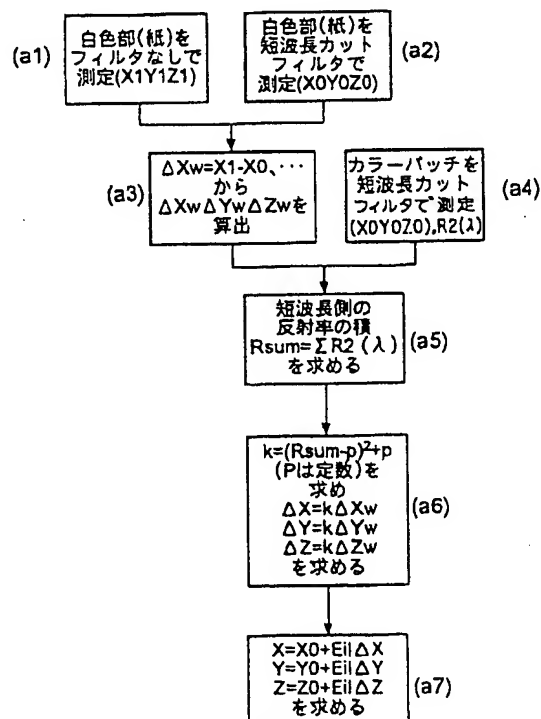 (a1)
白色部(紙)を
フィルタなしで
測定(X1Y1Z1)
白色部(紙)を
短波長カット
フィルタで
測定(X0Y0Z0)
(a2)
(a3)
ΔXw=X1-X0、･･･
から
ΔXwΔYwΔZwを
算出
カラーパッチを
短波長カット
フィルタで測定
(X0Y0Z0),R2(λ)
(a4)
短波長側の
反射率の積
Rsum=ΣR2(λ)
を求める
(a5)
k=(Rsum-p)²+p
(Pは定数)を
求め
ΔX=kΔXw
ΔY=kΔYw
ΔZ=kΔZw
を求める
(a6)
X=X0+EilΔX
Y=Y0+EilΔY
Z=Z0+EilΔZ
を求める
(a7)